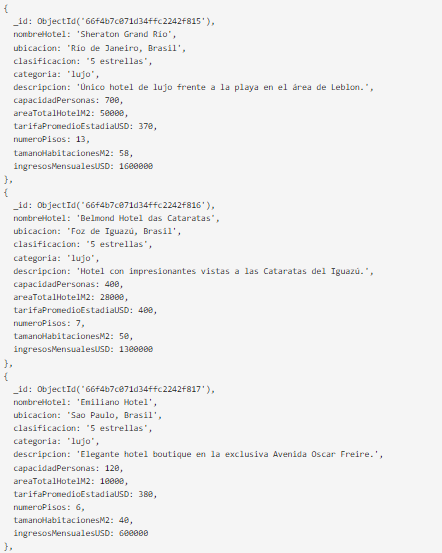 {
  _id: ObjectId('66f4b7c071d34ffc2242f815'),
  nombreHotel: 'Sheraton Grand Rio',
  ubicacion: 'Río de Janeiro, Brasil',
  clasificacion: '5 estrellas',
  categoria: 'lujo',
  descripcion: 'Único hotel de lujo frente a la playa en el área de Leblon.',
  capacidadPersonas: 700,
  areaTotalHotelM2: 50000,
  tarifaPromedioEstadiaUSD: 370,
  numeroPisos: 13,
  tamanoHabitacionesM2: 58,
  ingresosMensualesUSD: 1600000
},
{
  _id: ObjectId('66f4b7c071d34ffc2242f816'),
  nombreHotel: 'Belmond Hotel das Cataratas',
  ubicacion: 'Foz de Iguazú, Brasil',
  clasificacion: '5 estrellas',
  categoria: 'lujo',
  descripcion: 'Hotel con impresionantes vistas a las Cataratas del Iguazú.',
  capacidadPersonas: 400,
  areaTotalHotelM2: 28000,
  tarifaPromedioEstadiaUSD: 400,
  numeroPisos: 7,
  tamanoHabitacionesM2: 50,
  ingresosMensualesUSD: 1300000
},
{
  _id: ObjectId('66f4b7c071d34ffc2242f817'),
  nombreHotel: 'Emiliano Hotel',
  ubicacion: 'Sao Paulo, Brasil',
  clasificacion: '5 estrellas',
  categoria: 'lujo',
  descripcion: 'Elegante hotel boutique en la exclusiva Avenida Oscar Freire.',
  capacidadPersonas: 120,
  areaTotalHotelM2: 10000,
  tarifaPromedioEstadiaUSD: 380,
  numeroPisos: 6,
  tamanoHabitacionesM2: 40,
  ingresosMensualesUSD: 600000
},